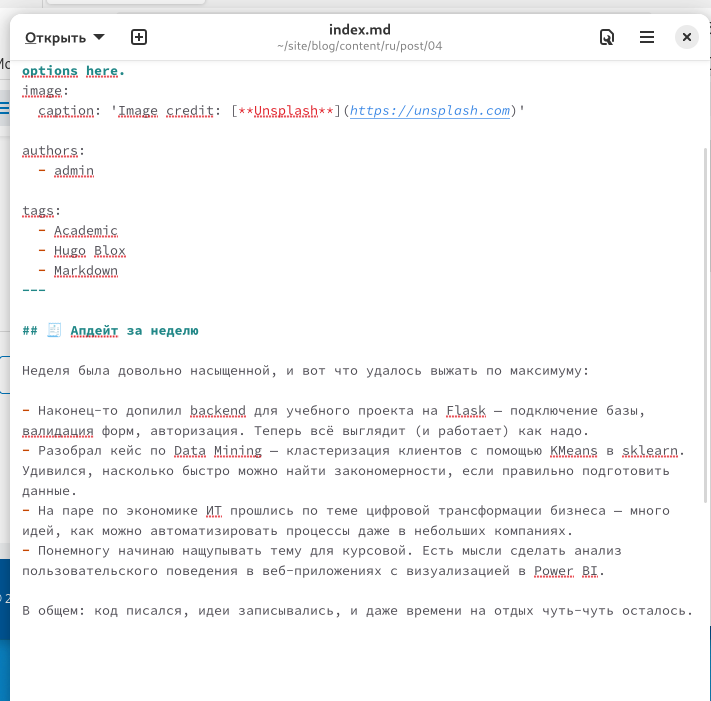 Открыть
index.md
~/site/blog/content/ru/post/04
options here.
image:
caption: 'Image credit: [**Unsplash**](https://unsplash.com)'
authors:
- admin
tags:
- Academic
- Hugo Blox
- Markdown
---
## 🧾 Апдейт за неделю
Неделя была довольно насыщенной, и вот что удалось выжать по максимуму:
- Наконец-то допилил backend для учебного проекта на Flask — подключение базы,
валидация форм, авторизация. Теперь всё выглядит (и работает) как надо.
- Разобрал кейс по Data Mining — кластеризация клиентов с помощью KMeans в sklearn.
Удивился, насколько быстро можно найти закономерности, если правильно подготовить
данные.
- На паре по экономике ИТ прошлись по теме цифровой трансформации бизнеса — много
идей, как можно автоматизировать процессы даже в небольших компаниях.
- Понемногу начинаю нащупывать тему для курсовой. Есть мысли сделать анализ
пользовательского поведения в веб-приложениях с визуализацией в Power BI.
В общем: код писался, идеи записывались, и даже времени на отдых чуть-чуть осталось.